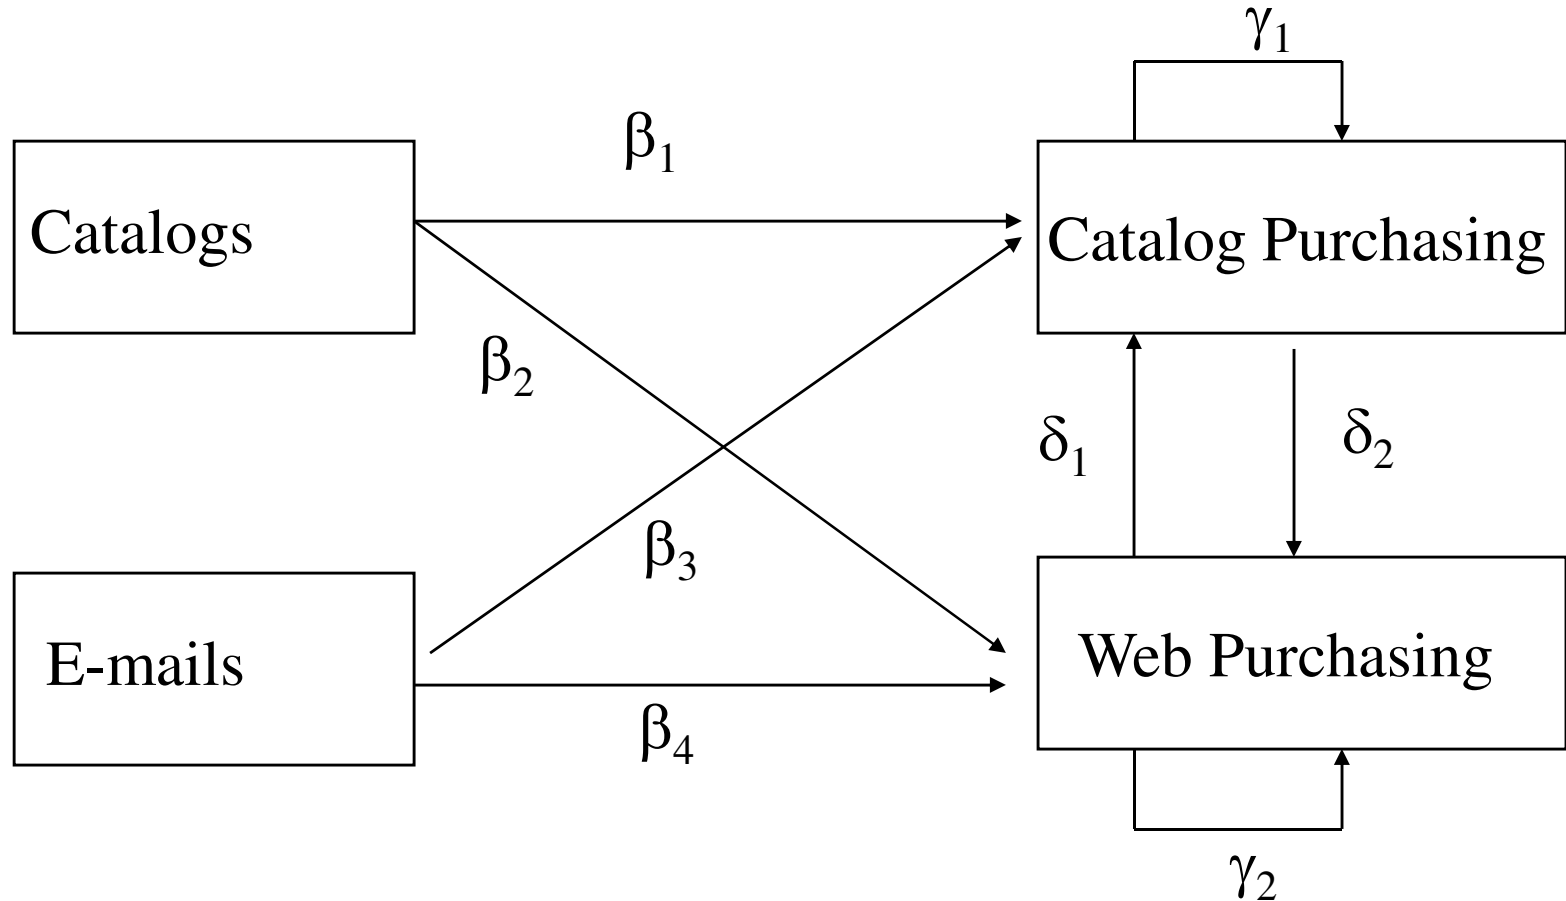 γ1
β1
Catalogs
Catalog Purchasing
β2
δ1
δ2
β3
E-mails
Web Purchasing
β4
γ2